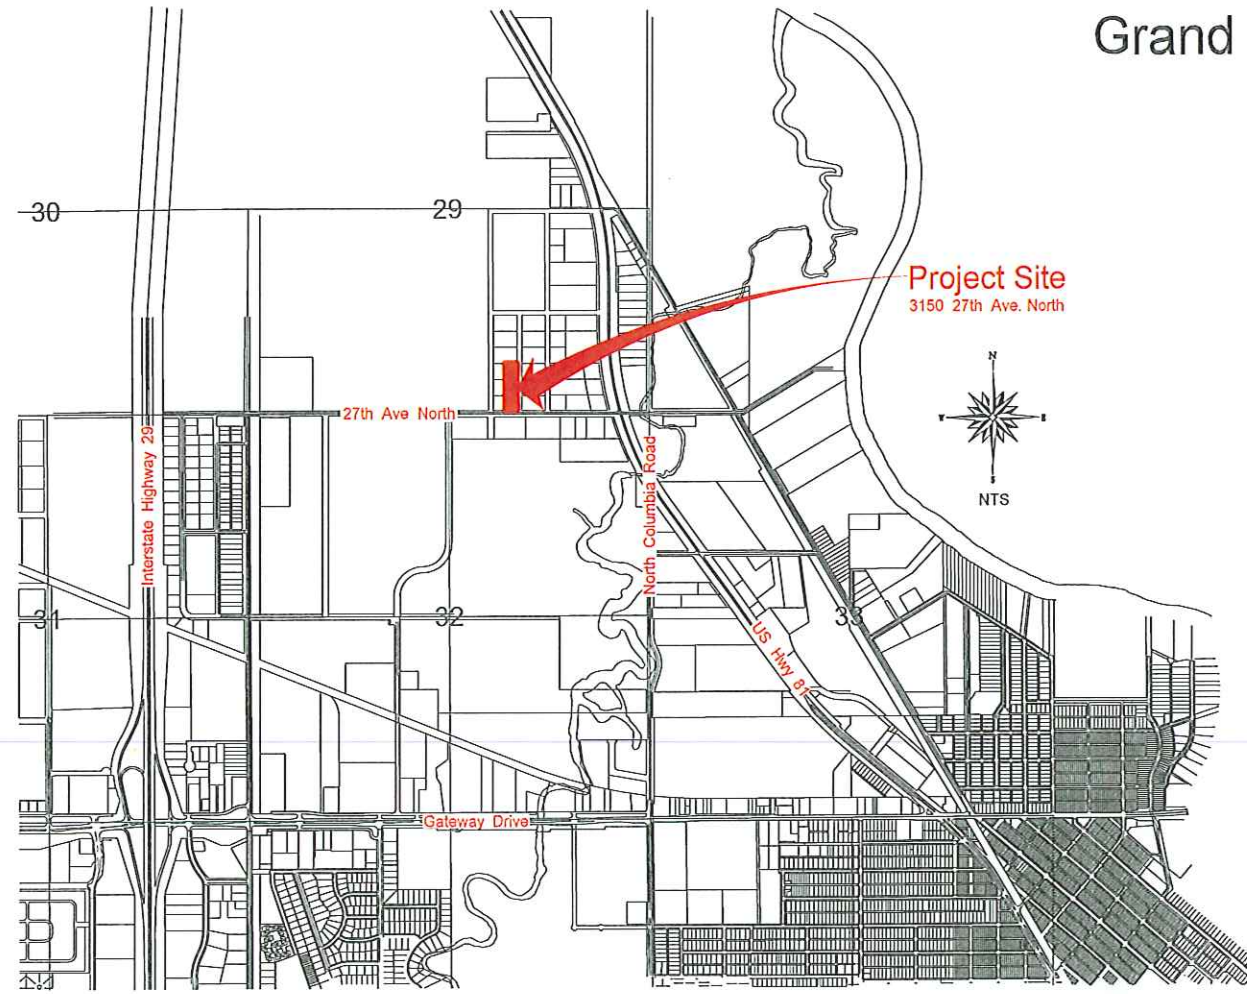 Grand
30
29
Project Site
3150 27th Ave. North
N
27th Ave North
S
NTS
Interstate Highway 29
North Columbia Road
31
32
33
US Hwy 81
Gateway Drive